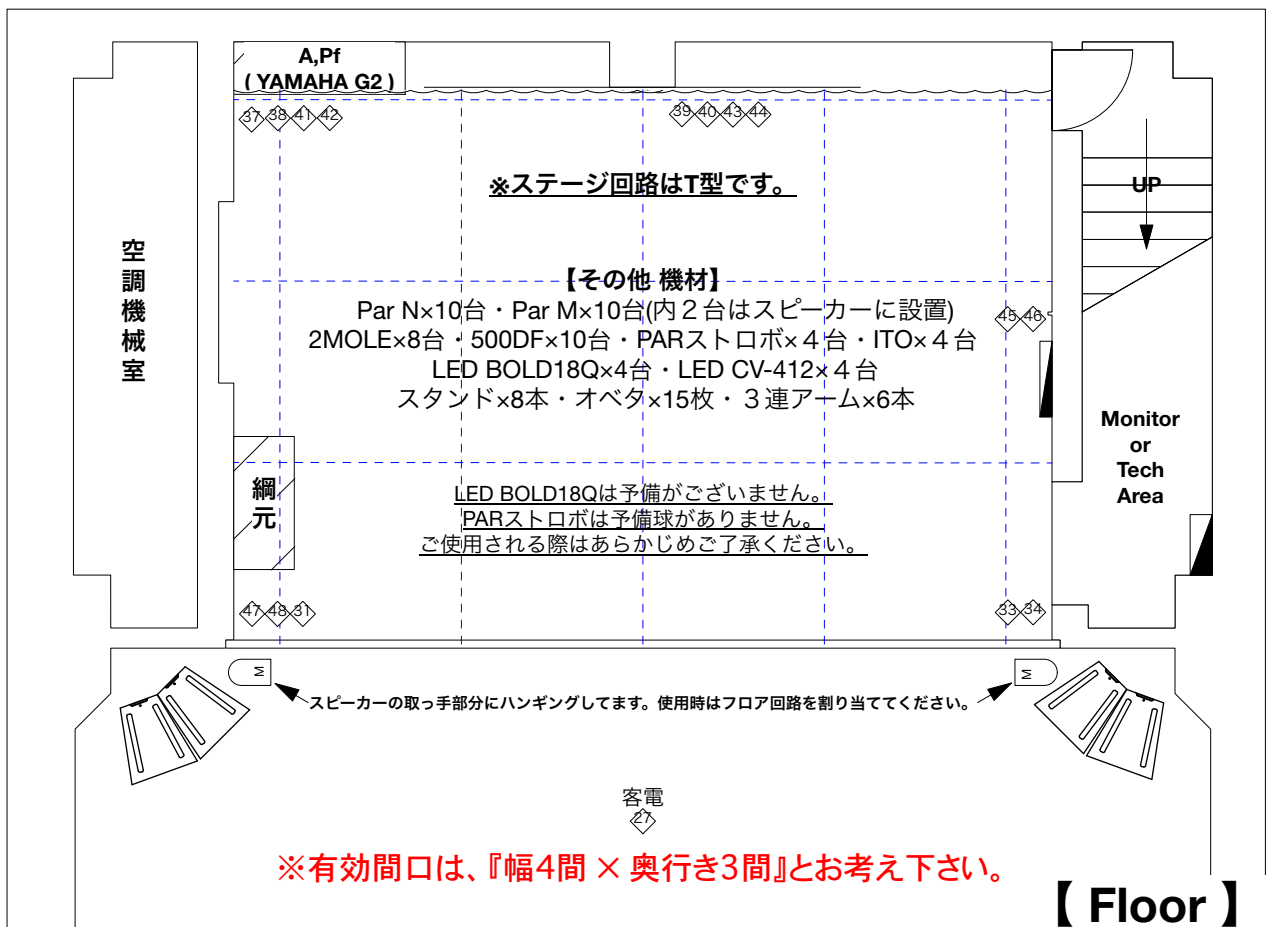 A,Pf
( YAMAHA G2 )
37 38 41 42
39 40 43 44
※ステージ回路はT型です。
UP
空調機械室
【その他 機材】
Par N×10台・Par M×10台(内２台はスピーカーに設置)
45 46
2MOLE×8台・500DF×10台・PARストロボ×４台・ITO×４台
LED BOLD18Q×4台・LED CV-412×４台
スタンド×8本・オベタ×15枚・３連アーム×6本
Monitor
or
Tech
Area
綱元
LED BOLD18Qは予備がございません。
PARストロボは予備球がありません。
ご使用される際はあらかじめご了承ください。
47 48 31
33 34
M
M
スピーカーの取っ手部分にハンギングしてます。使用時はフロア回路を割り当ててください。
客電
27
※有効間口は、『幅4間 × 奥行き3間』とお考え下さい。
【 Floor 】